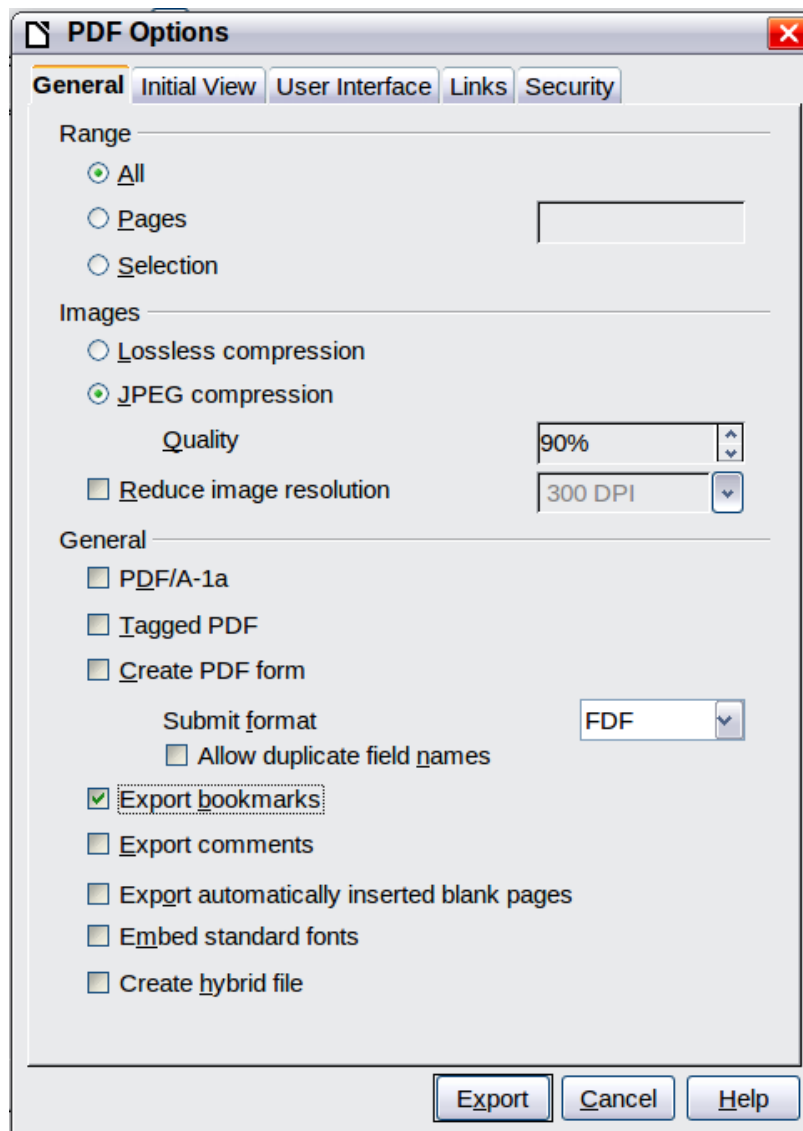 PDF Options
General Initial View User Interface Links Security
Range
All
Pages
Selection
Images
Lossless compression
JPEG compression
Quality 90%
Reduce image resolution 300 DPI
General
PDF/A-1a
Tagged PDF
Create PDF form
Submit format FDF
Allow duplicate field names
Export bookmarks
Export comments
Export automatically inserted blank pages
Embed standard fonts
Create hybrid file
Export Cancel Help